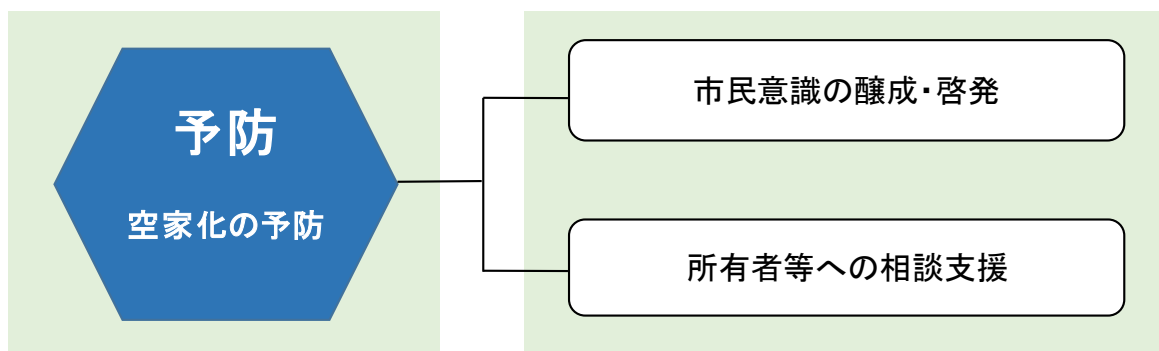 予防
空家化の予防
市民意識の醸成・啓発
所有者等への相談支援